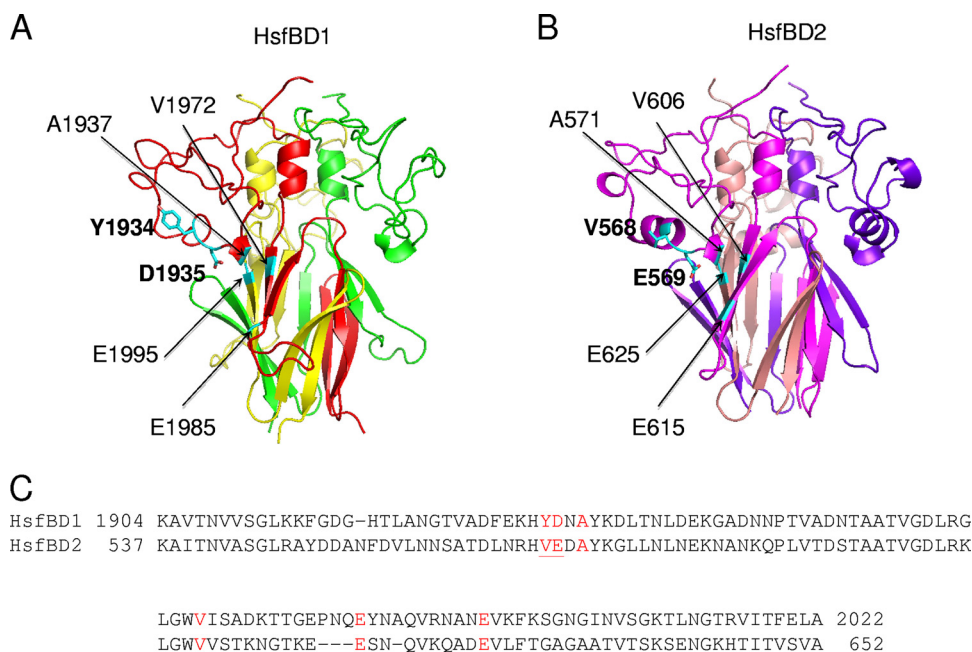 A
HsfBD1
V1972
A1937
Y1934
D1935
E1995
E1985
B
HsfBD2
V606
A571
V568
E569
E625
E615
C
HsfBD1 1904 KAVTNVVSGLKKFGDG-HTLANGTVADFEKHYDNAYKDLTNLDEKGADNNPTVADNTAATVGDLRG
HsfBD2 537 KAITNVASGLRAYDDANFDVLNNSATDLNRHVEDAYKGLLNLNEKNANKQPLVTDSTAATVGDLRK
LGWVISADKTTGEPNQEYNAQVRNANEVKFKSGNGINVSGKTLNGTRVITFELA 2022
LGWVVSTKNGTKE---ESN-QVKQADEVLFTGAGAATVTSKSENGKHTITVSVA 652